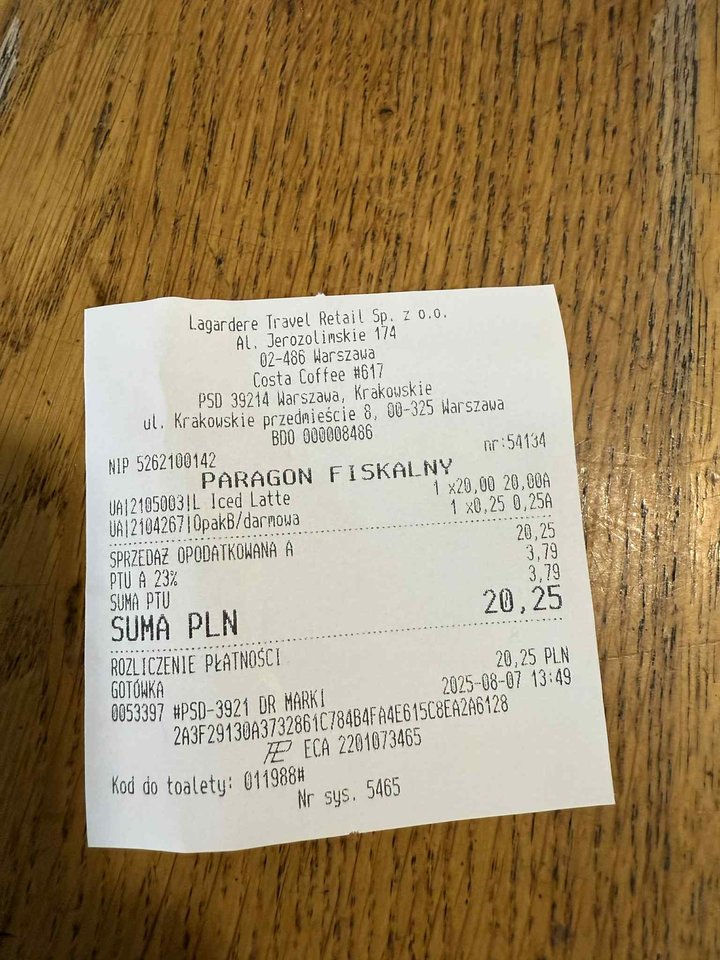 Lagardere Travel Retail Sp. z o.o.
Al. Jerozolimskie 174
02-486 Warszawa
Costa Coffee #617
PSD 39214 Warszawa, Krakowskie
ul. Krakowskie przedmieście 8, 00-325 Warszawa
BDO 000008486
NIP 5262100142 nr:54134
PARAGON FISKALNY
UA|2105003|L Iced Latte 1 x20,00 20,00A
UA|2104267|OpakB/darmowa 1 x0,25 0,25A
SPRZEDAŻ OPODATKOWANA A 20,25
PTU A 23% 3,79
SUMA PTU 3,79
SUMA PLN 20,25
ROZLICZENIE PŁATNOŚCI
GOTÓWKA 20,25 PLN
0053397 #PSD-3921 DR MARKI 2025-08-07 13:49
2A3F29130A3732861C784B4FA4E615C8EA2A6128
ECA 2201073465
Kod do toalety: 011988#
Nr sys. 5465